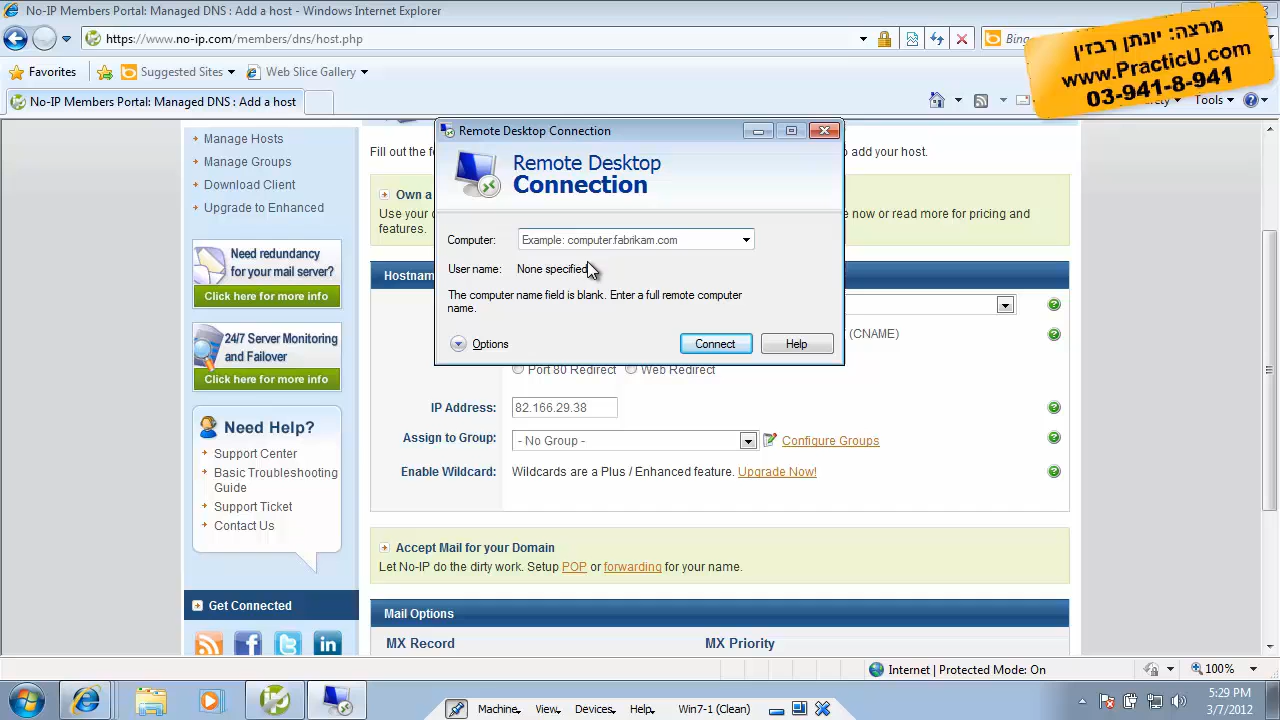 No-IP Members Portal: Managed DNS : Add a host - Windows Internet Explorer
https://www.no-ip.com/members/dns/host.php
Bing
Favorites
Suggested Sites
Web Slice Gallery
No-IP Members Portal: Managed DNS : Add a host
Tools
מרצה: יונתן רבזין
www.PracticU.com
03-941-8-941
Manage Hosts
Manage Groups
Download Client
Upgrade to Enhanced
Need redundancy
for your mail server?
Click here for more info
24/7 Server Monitoring
and Failover
Click here for more info
Need Help?
Support Center
Basic Troubleshooting
Guide
Support Ticket
Contact Us
Get Connected
Fill out the
o add your host.
Own a
Use your
e now or read more for pricing and
features.
Hostnam
(CNAME)
Port 80 Redirect
Web Redirect
IP Address:
82.166.29.38
Assign to Group:
- No Group -
Configure Groups
Enable Wildcard:
Wildcards are a Plus / Enhanced feature. Upgrade Now!
Accept Mail for your Domain
Let No-IP do the dirty work. Setup POP or forwarding for your name.
Mail Options
MX Record
MX Priority
Remote Desktop Connection
Remote Desktop
Connection
Computer:
Example: computer.fabrikam.com
User name:
None specified
The computer name field is blank. Enter a full remote computer
name.
Options
Connect
Help
Internet | Protected Mode: On
100%
Machine
View
Devices
Help
Win7-1 (Clean)
5:29 PM
3/7/2012